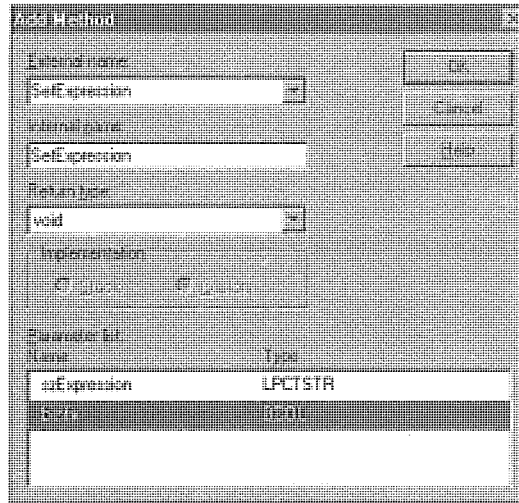 Add Method
External name:
OK
SetExpression
Cancel
Internal name:
SetExpression
Help
Return type:
void
Implementation
Parameter list:
Name Type
szExpression LPCTSTR